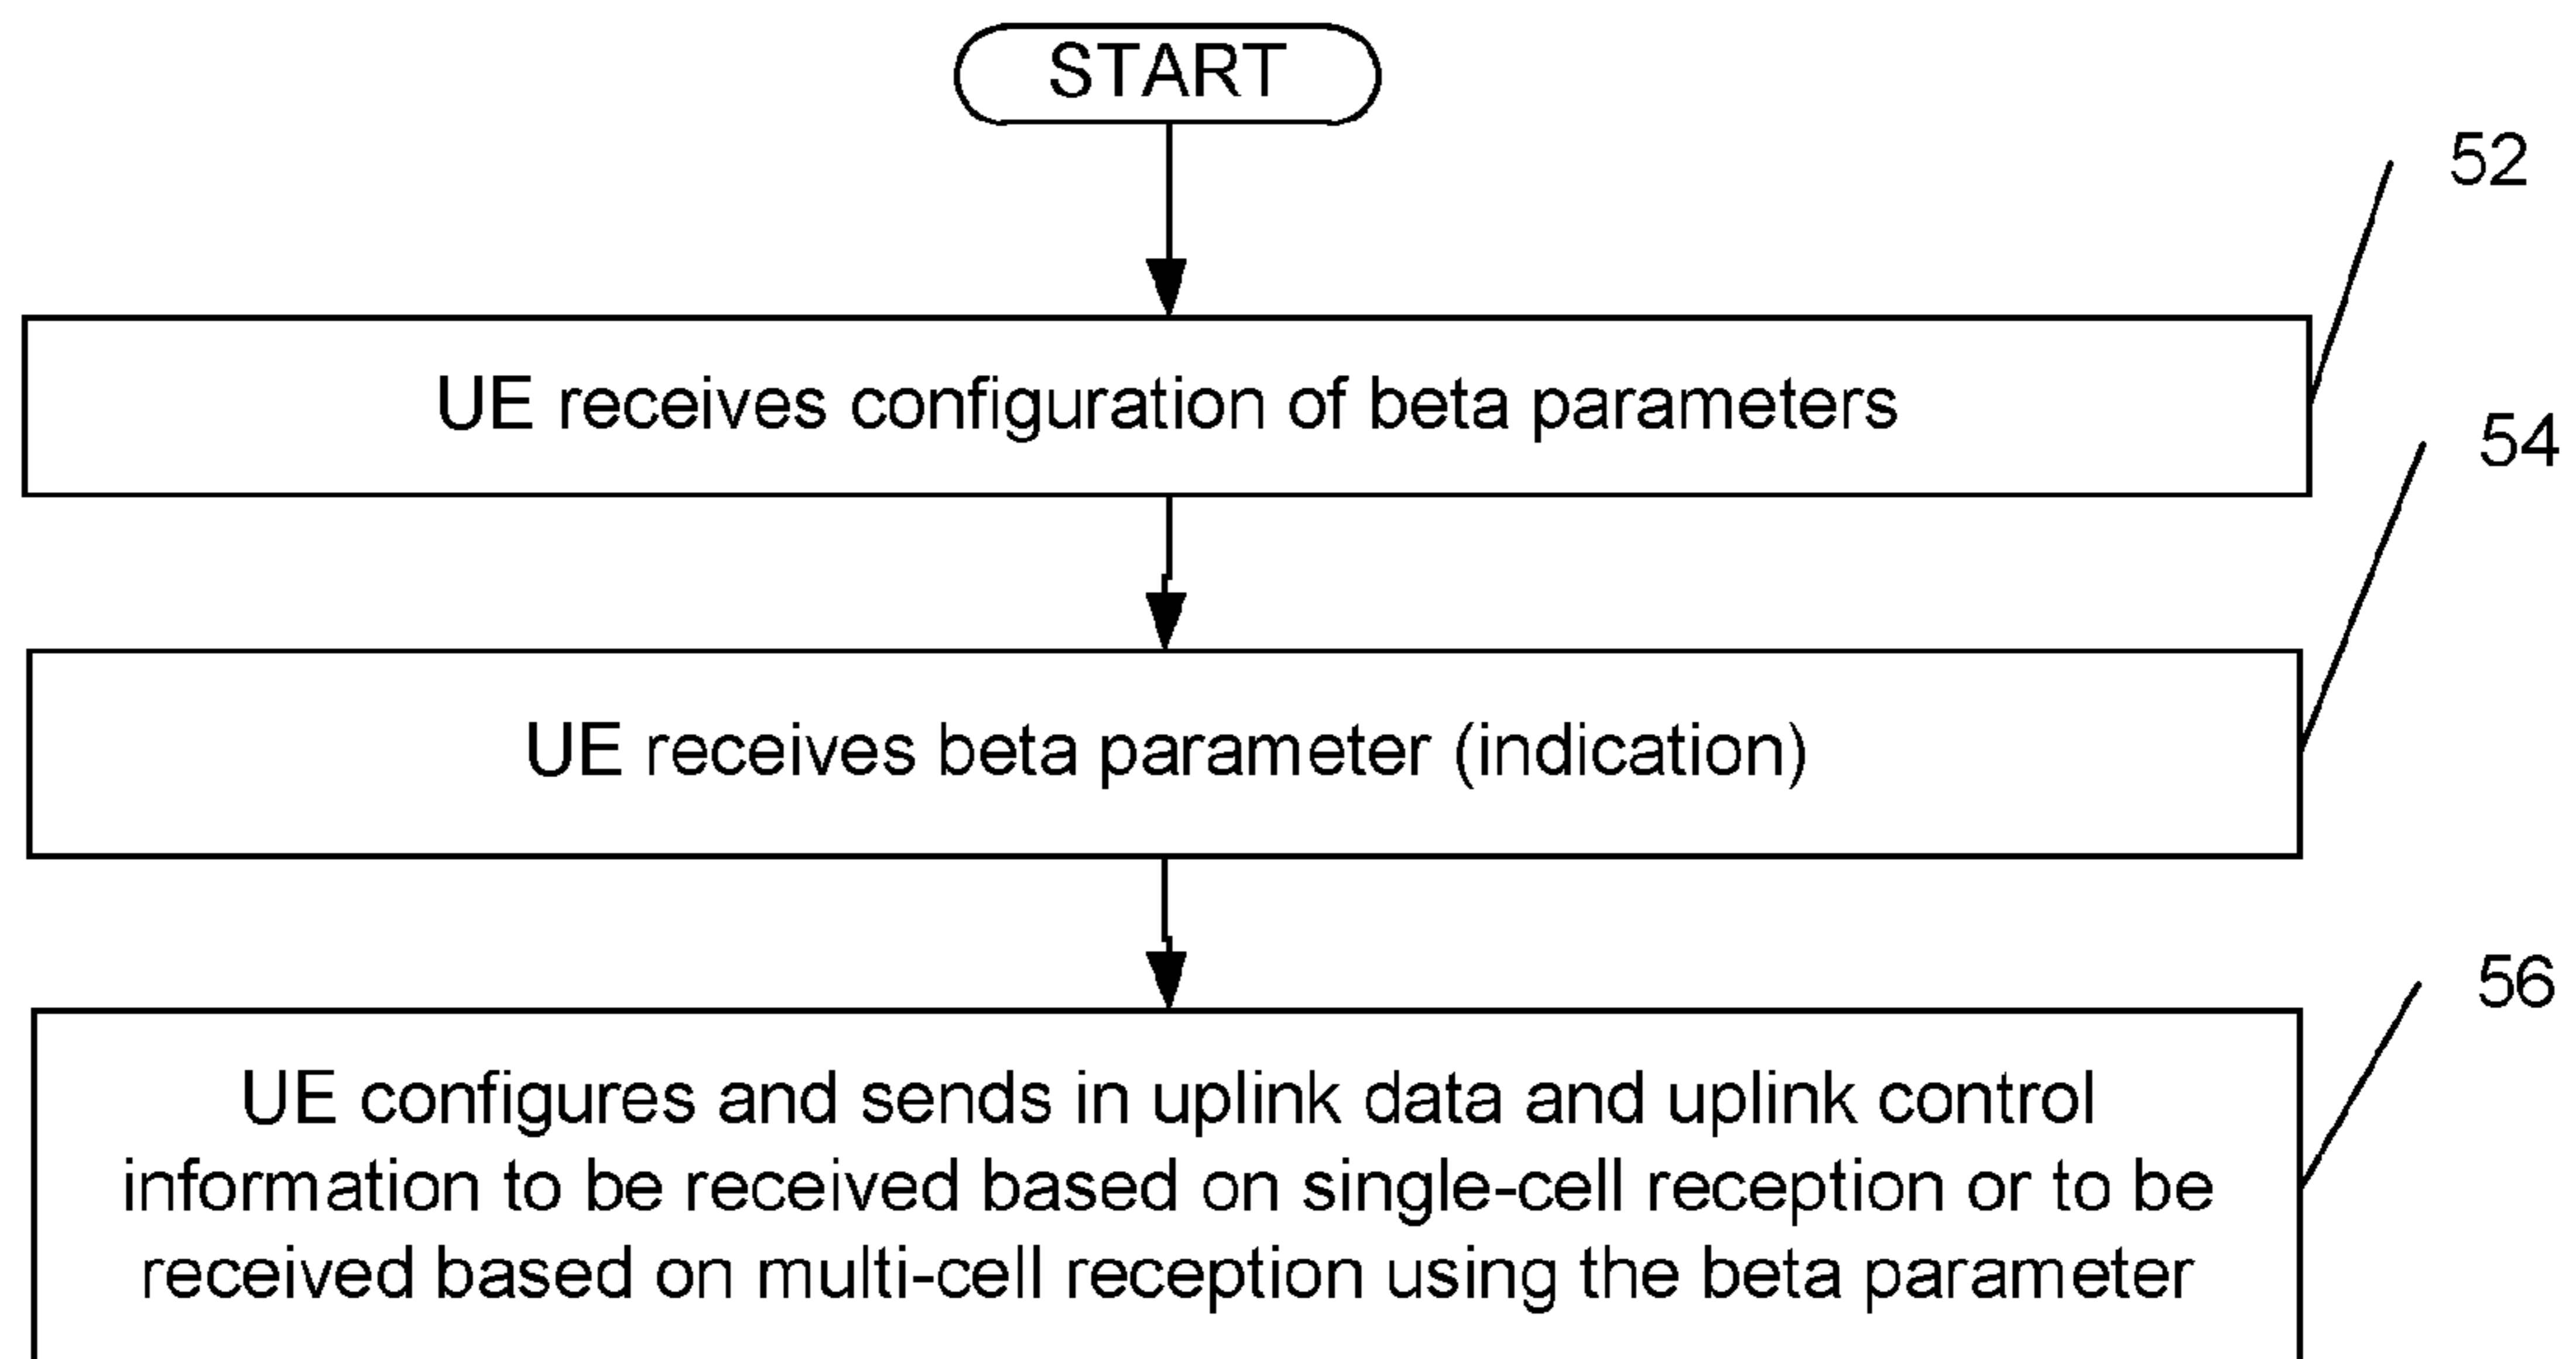 START
52
UE receives configuration of beta parameters
54
UE receives beta parameter (indication)
56
UE configures and sends in uplink data and uplink control
information to be received based on single-cell reception or to be
received based on multi-cell reception using the beta parameter